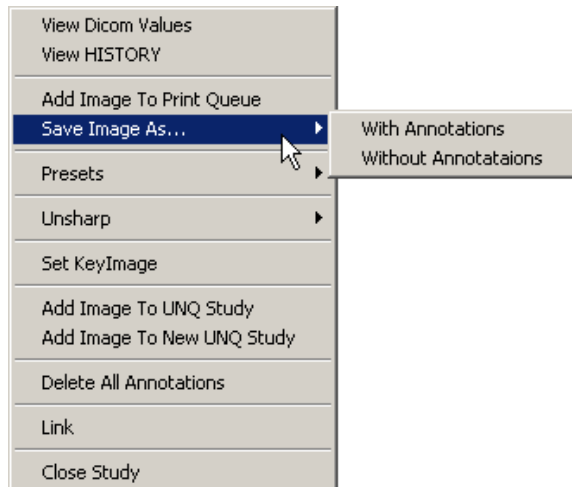 View Dicom Values
View HISTORY
Add Image To Print Queue
Save Image As...
With Annotations
Without Annotataions
Presets
Unsharp
Set KeyImage
Add Image To UNQ Study
Add Image To New UNQ Study
Delete All Annotations
Link
Close Study